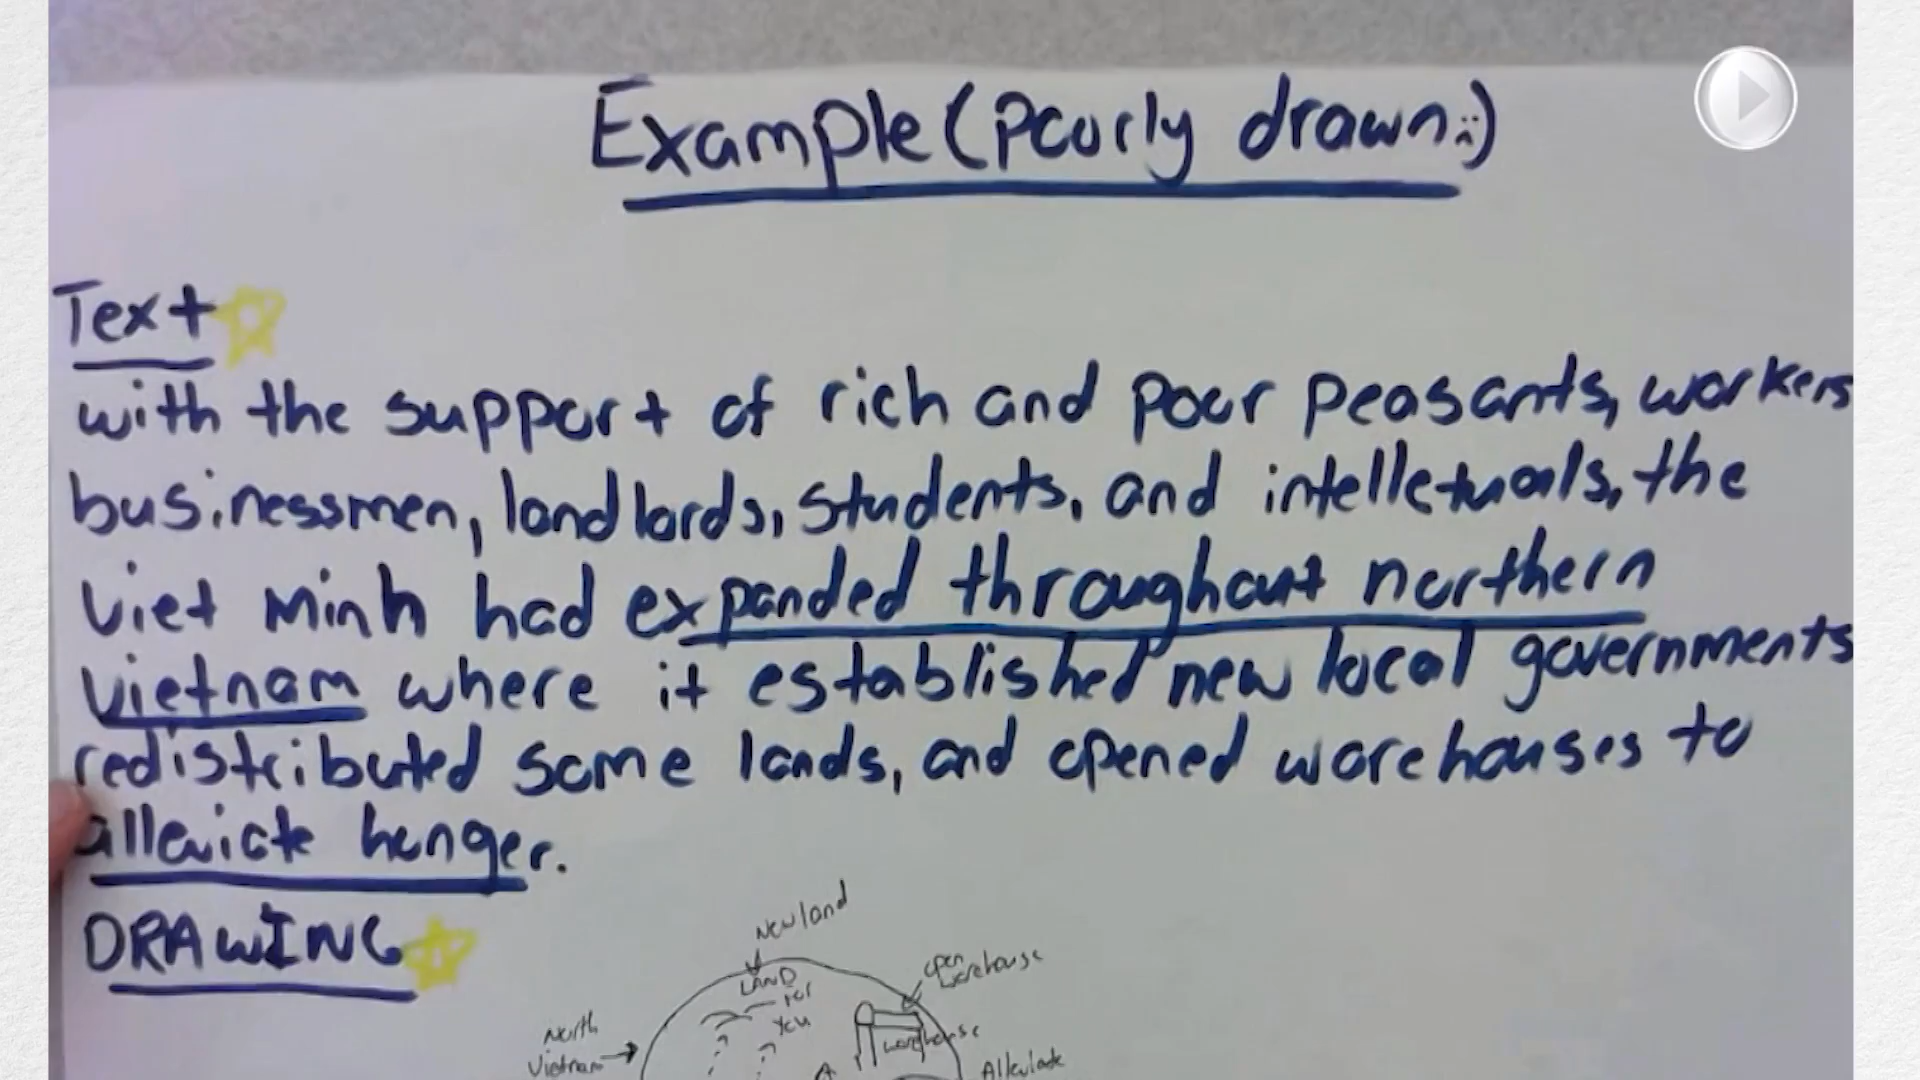 Example (poorly drawn :))
Text
with the support of rich and poor peasants, workers
businessmen, landlords, students, and intelletuals, the
Viet Minh had expanded throughout northern
Vietnam where it established new local governments
redistributed some lands, and opened warehouses to
alleviate hunger.
DRAWING
New land
LAND
for
you
open
warehouse
warehouse
North
Vietnam